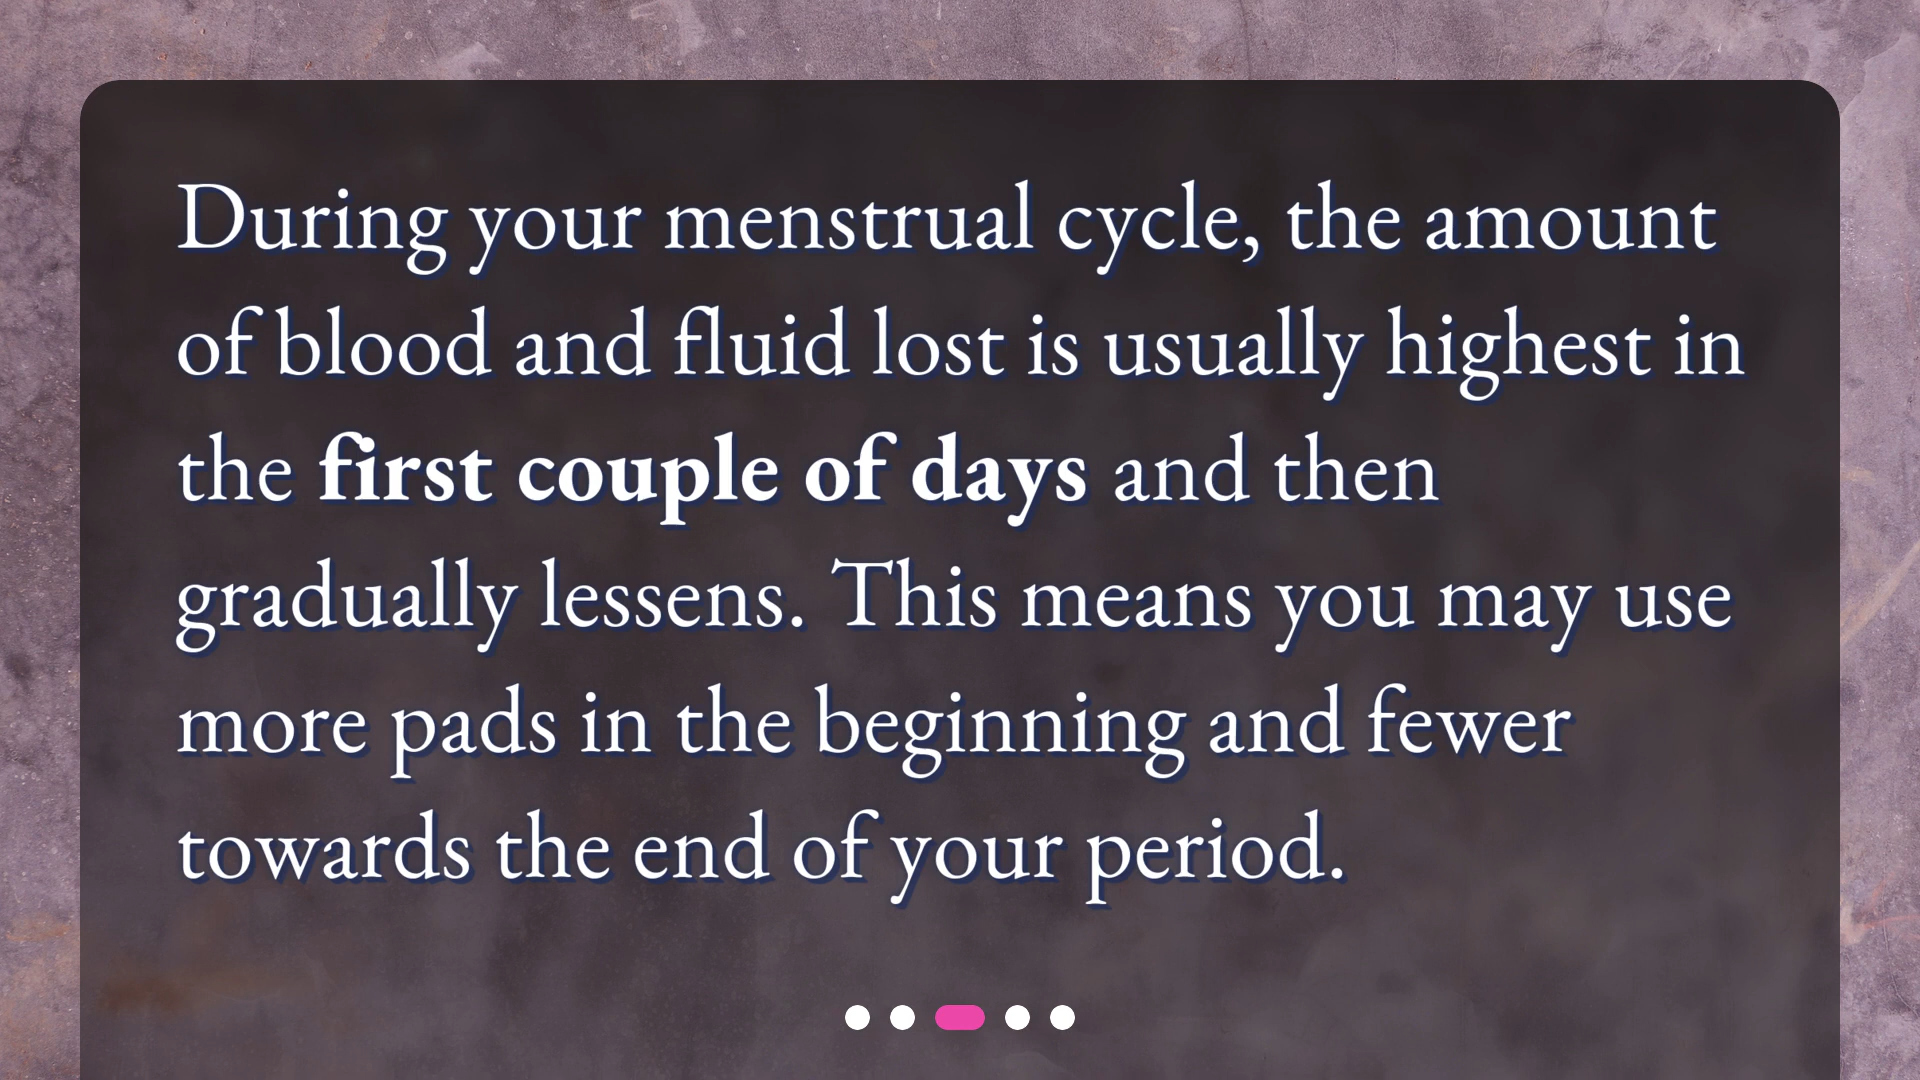 During your menstrual cycle, the amount
of blood and fluid lost is usually highest in
the first couple of days and then
gradually lessens. This means you may use
more pads in the beginning and fewer
towards the end of your period.